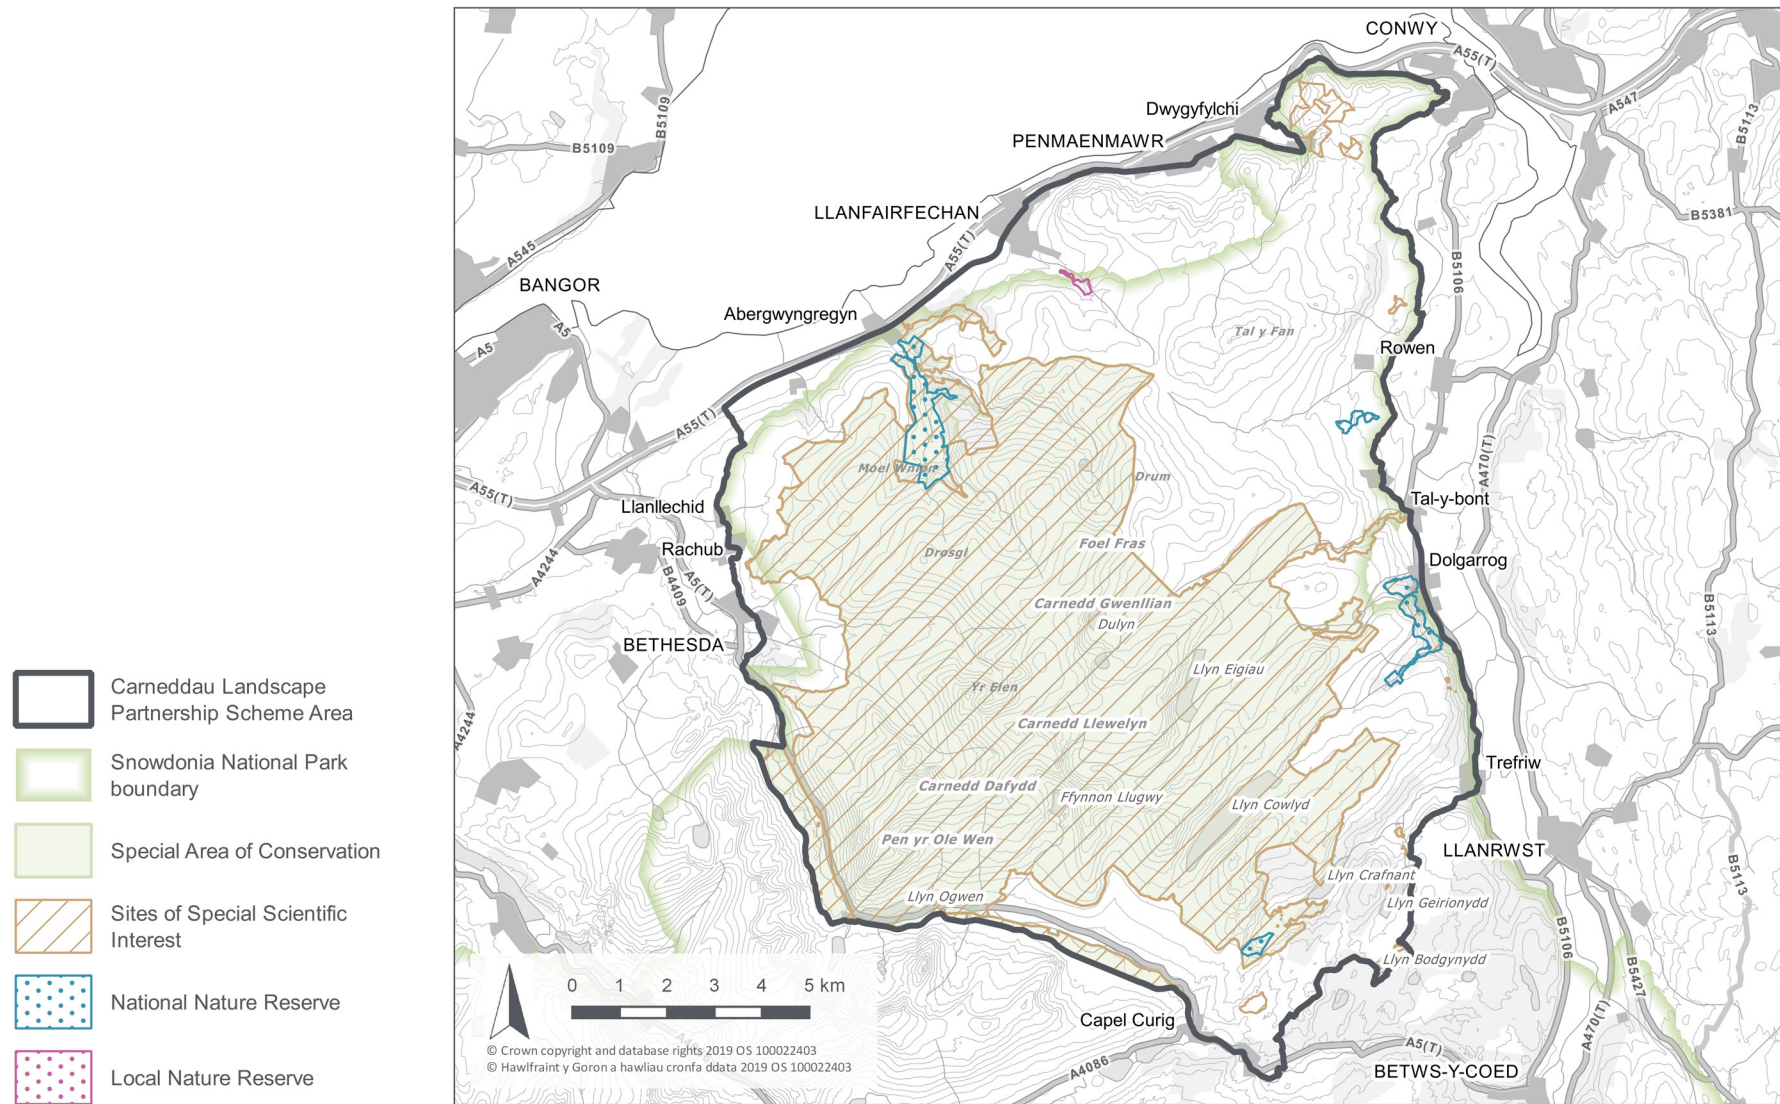 Carneddau Landscape
Partnership Scheme Area
Snowdonia National Park
boundary
Special Area of Conservation
Sites of Special Scientific
Interest
National Nature Reserve
Local Nature Reserve
CONWY
A55(T)
Dwygyfylchi
A547
B5113
B5109
B5109
PENMAENMAWR
LLANFAIRFECHAN
B5381
A545
A55(T)
B5106
BANGOR
Abergwyngregyn
A5
A5
Tal y Fan
Rowen
A55(T)
A470(T)
Moel Wnion
Drum
A55(T)
Llanllechid
Tal-y-bont
Rachub
Drosgl
Foel Fras
Dolgarrog
A4244
B4409
A5(T)
Carnedd Gwenllian
Dulyn
B5113
BETHESDA
Llyn Eigiau
Yr Elen
A4244
Carnedd Llewelyn
Trefriw
Carnedd Dafydd
Ffynnon Llugwy
Llyn Cowlyd
Pen yr Ole Wen
LLANRWST
Llyn Crafnant
B5113
Llyn Ogwen
Llyn Geirionydd
B5106
Llyn Bodgynydd
B5427
0 1 2 3 4 5 km
Capel Curig
A470(T)
A5(T)
© Crown copyright and database rights 2019 OS 100022403
© Hawlfraint y Goron a hawliau cronfa ddata 2019 OS 100022403
A4086
BETWS-Y-COED